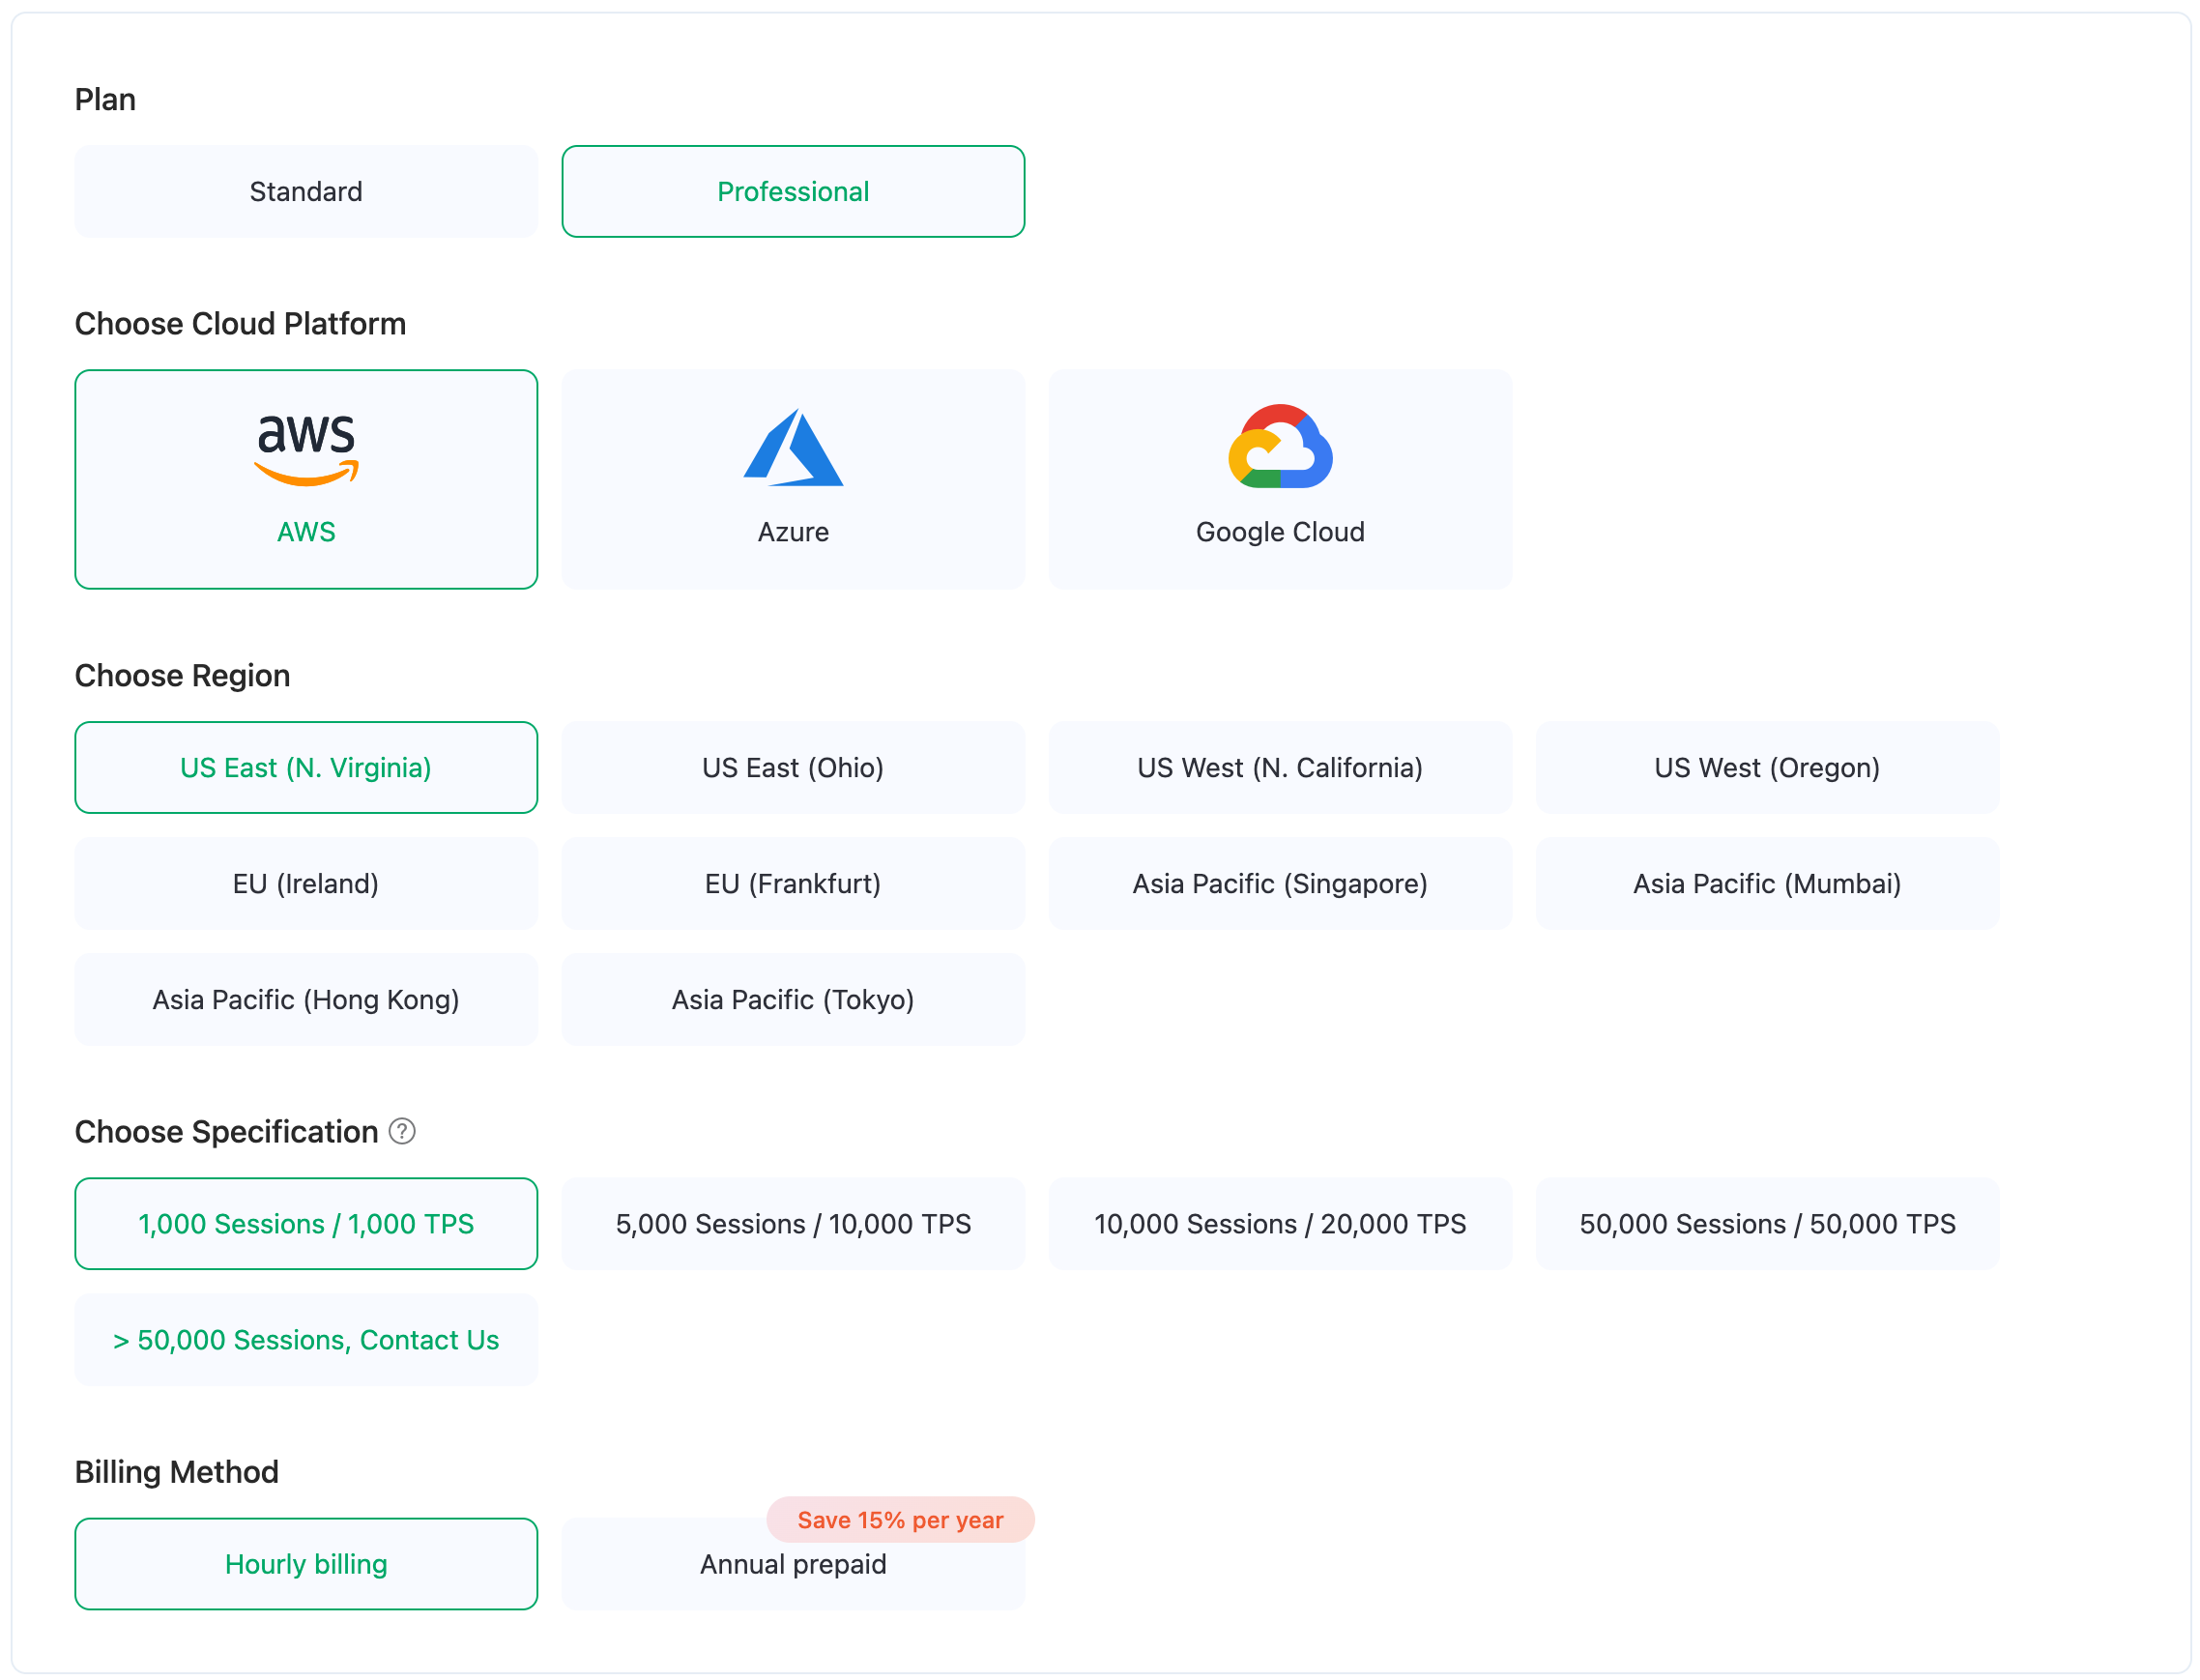 Plan
Standard
Professional
Choose Cloud Platform
aws
AWS
Azure
Google Cloud
Choose Region
US East (N. Virginia)
US East (Ohio)
US West (N. California)
US West (Oregon)
EU (Ireland)
EU (Frankfurt)
Asia Pacific (Singapore)
Asia Pacific (Mumbai)
Asia Pacific (Hong Kong)
Asia Pacific (Tokyo)
Choose Specification ?
1,000 Sessions / 1,000 TPS
5,000 Sessions / 10,000 TPS
10,000 Sessions / 20,000 TPS
50,000 Sessions / 50,000 TPS
> 50,000 Sessions, Contact Us
Billing Method
Hourly billing
Save 15% per year
Annual prepaid